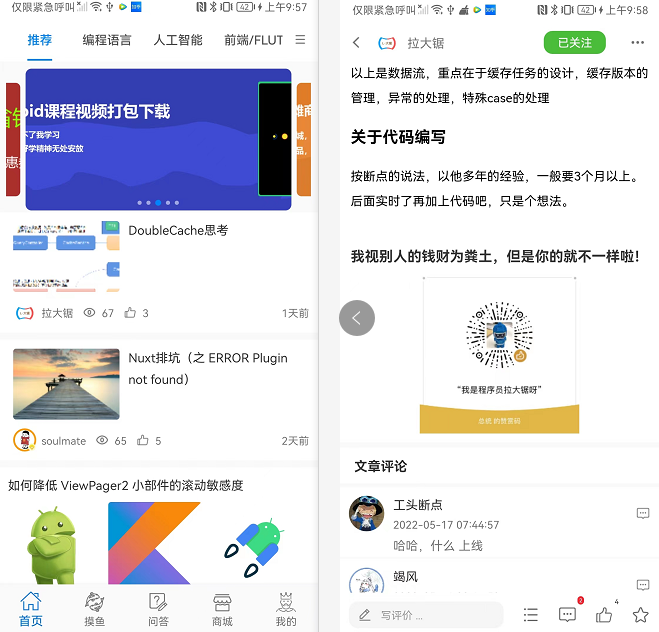 仅限紧急呼叫
42
上午9:57
推荐
编程语言
人工智能
前端/FLUT
oid课程视频打包下载
下了我学习
好学精神无处安放
DoubleCache思考
拉大锯
67
3
1天前
Nuxt排坑（之 ERROR Plugin
not found）
soulmate
65
5
2天前
如何降低 ViewPager2 小部件的滚动敏感度
首页
摸鱼
问答
商城
我的
仅限紧急呼叫
42
上午9:58
拉大锯
已关注
以上是数据流，重点在于缓存任务的设计，缓存版本的
管理，异常的处理，特殊case的处理
关于代码编写
按断点的说法，以他多年的经验，一般要3个月以上。
后面实时了再加上代码吧，只是个想法。
我视别人的钱财为粪土，但是你的就不一样啦！
“我是程序员拉大锯呀”
文章评论
工头断点
2022-05-17 07:44:57
哈哈，什么 上线
竭风
写评论 ...
2
4